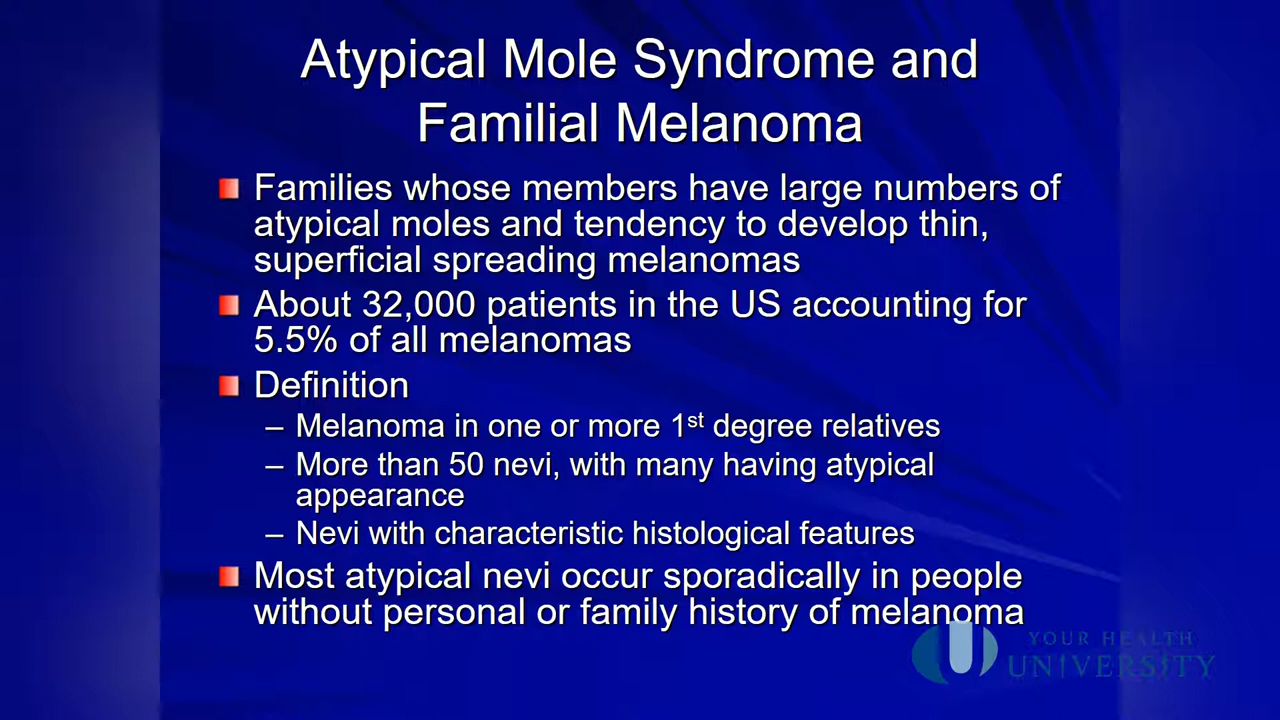 Atypical Mole Syndrome and
Familial Melanoma
Families whose members have large numbers of
atypical moles and tendency to develop thin,
superficial spreading melanomas
About 32,000 patients in the US accounting for
5.5% of all melanomas
Definition
– Melanoma in one or more 1st degree relatives
– More than 50 nevi, with many having atypical
appearance
– Nevi with characteristic histological features
Most atypical nevi occur sporadically in people
without personal or family history of melanoma
YOUR HEALTH
UNIVERSITY